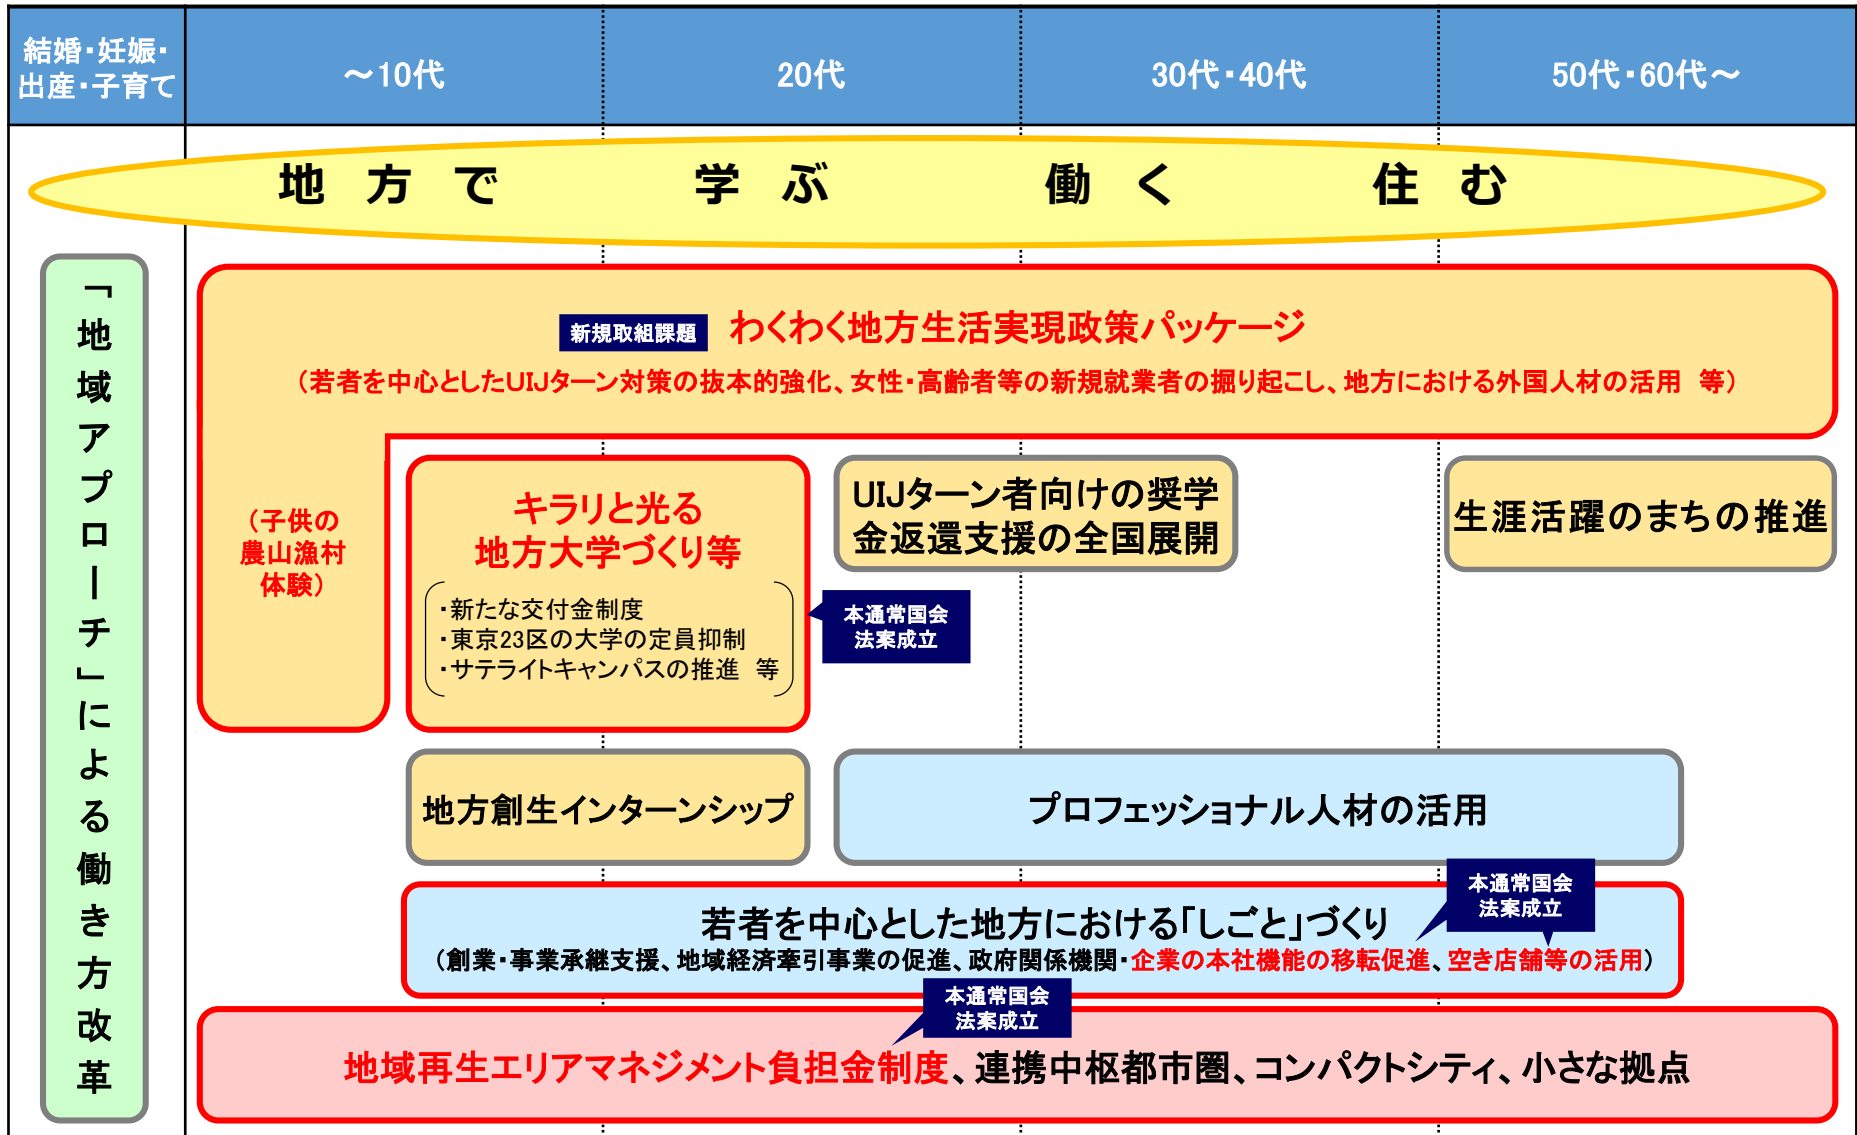 結婚・妊娠・
出産・子育て
～10代
20代
30代・40代
50代・60代～
地方で 学ぶ 働く 住む
「地域アプローチ」による働き方改革
新規取組課題 わくわく地方生活実現政策パッケージ
（若者を中心としたUIJターン対策の抜本的強化、女性・高齢者等の新規就業者の掘り起こし、地方における外国人材の活用 等）
（子供の
農山漁村
体験）
キラリと光る
地方大学づくり等
・新たな交付金制度
・東京23区の大学の定員抑制
・サテライトキャンパスの推進 等
本通常国会
法案成立
UIJターン者向けの奨学
金返還支援の全国展開
生涯活躍のまちの推進
地方創生インターンシップ
プロフェッショナル人材の活用
本通常国会
法案成立
若者を中心とした地方における「しごと」づくり
（創業・事業承継支援、地域経済牽引事業の促進、政府関係機関・企業の本社機能の移転促進、空き店舗等の活用）
本通常国会
法案成立
地域再生エリアマネジメント負担金制度、連携中枢都市圏、コンパクトシティ、小さな拠点